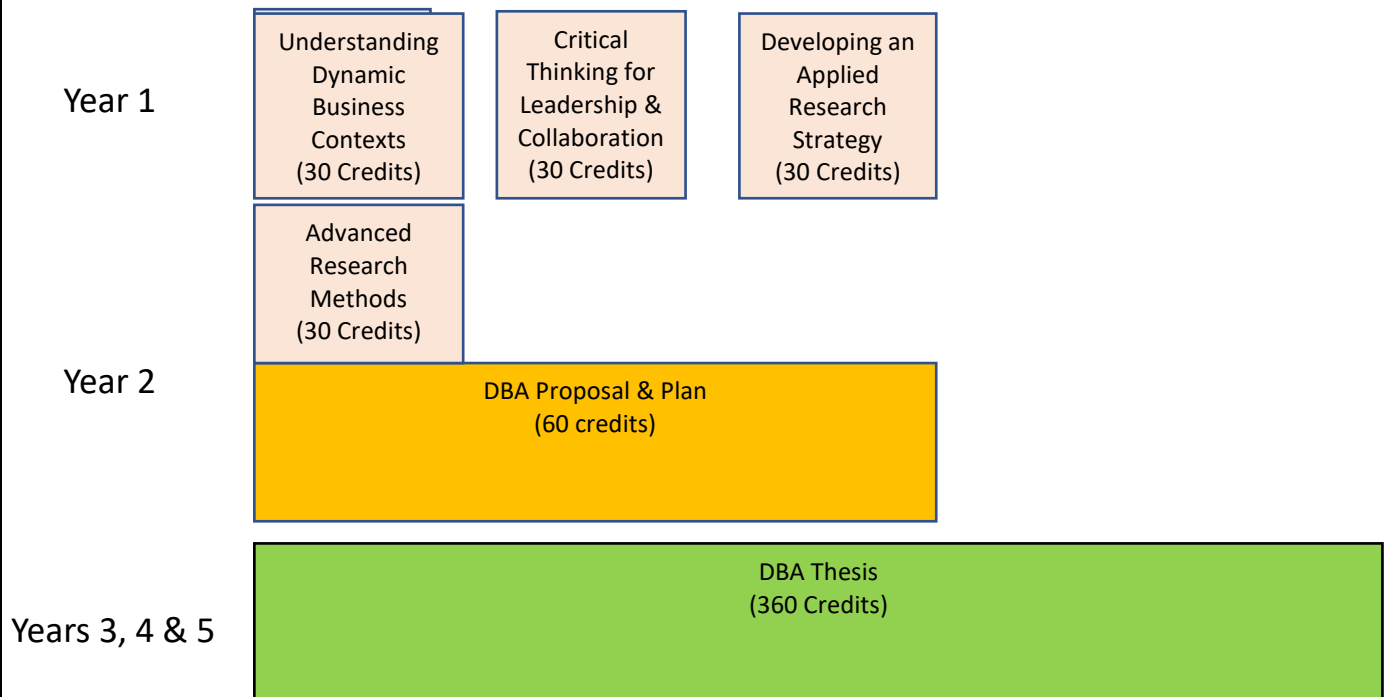 Year 1
Understanding
Dynamic
Business
Contexts
(30 Credits)
Critical
Thinking for
Leadership &
Collaboration
(30 Credits)
Developing an
Applied
Research
Strategy
(30 Credits)
Advanced
Research
Methods
(30 Credits)
Year 2
DBA Proposal & Plan
(60 credits)
DBA Thesis
(360 Credits)
Years 3, 4 & 5